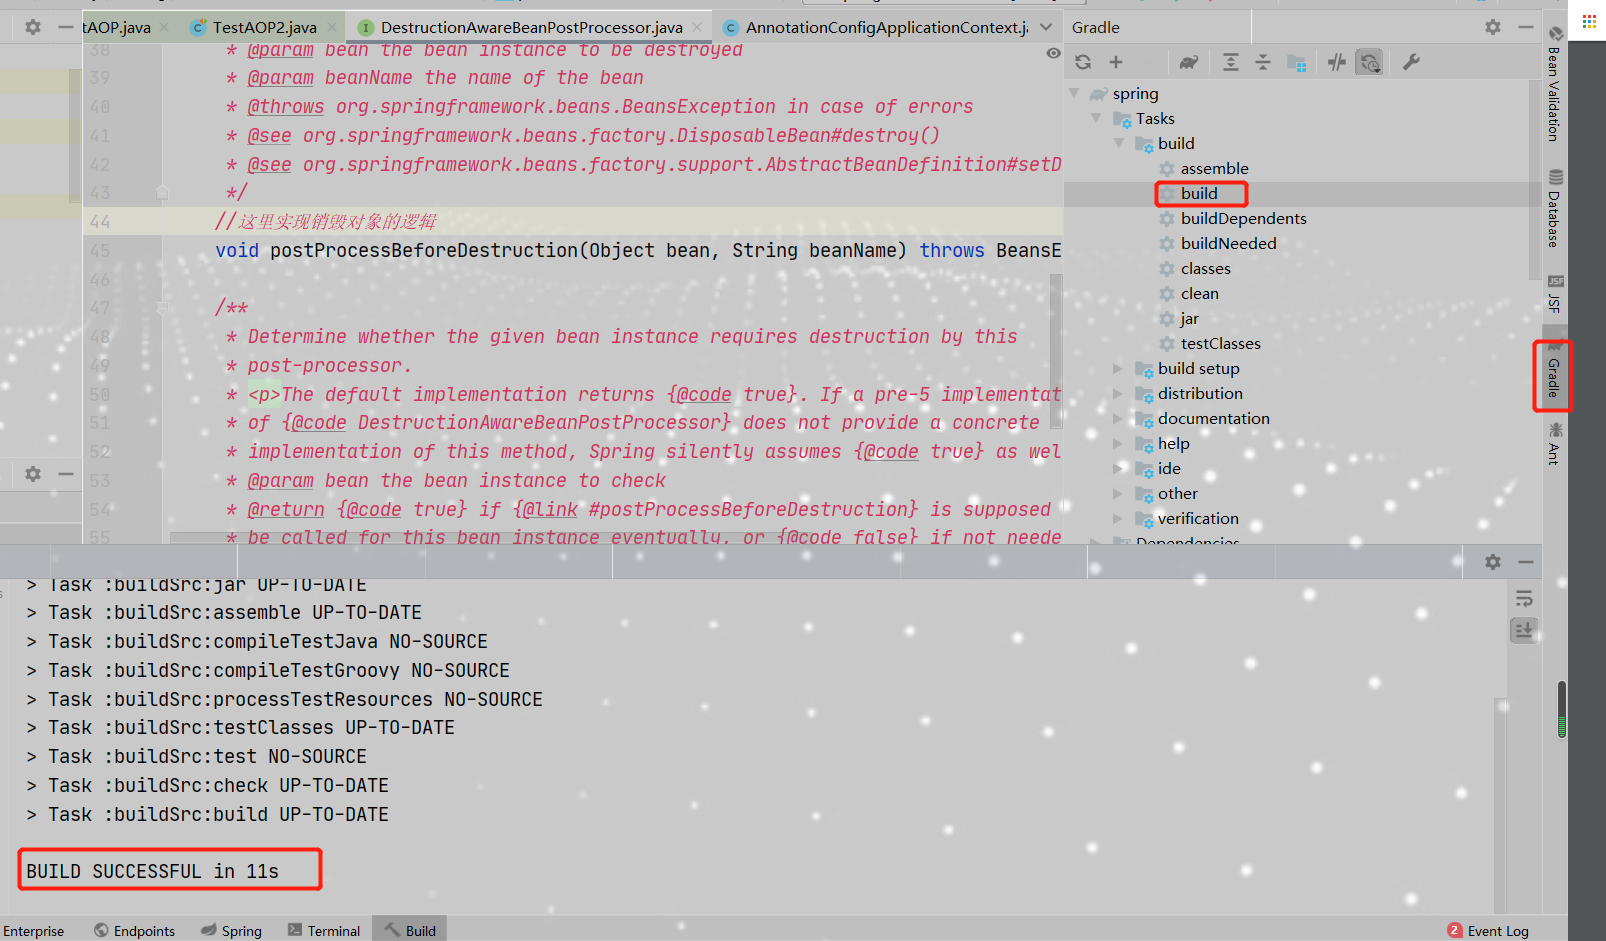 tAOP.java
TestAOP2.java
DestructionAwareBeanPostProcessor.java
AnnotationConfigApplicationContext.j
Gradle
38 * @param bean the bean instance to be destroyed
39 * @param beanName the name of the bean
40 * @throws org.springframework.beans.BeansException in case of errors
41 * @see org.springframework.beans.factory.DisposableBean#destroy()
42 * @see org.springframework.beans.factory.support.AbstractBeanDefinition#setD
43 */
44 //这里实现销毁对象的逻辑
45 void postProcessBeforeDestruction(Object bean, String beanName) throws BeansE
46
47 /**
48 * Determine whether the given bean instance requires destruction by this
49 * post-processor.
50 * <p>The default implementation returns {@code true}. If a pre-5 implementat
51 * of {@code DestructionAwareBeanPostProcessor} does not provide a concrete
52 * implementation of this method, Spring silently assumes {@code true} as wel
53 * @param bean the bean instance to check
54 * @return {@code true} if {@link #postProcessBeforeDestruction} is supposed
55 * be called for this bean instance eventually, or {@code false} if not neede
spring
Tasks
build
assemble
build
buildDependents
buildNeeded
classes
clean
jar
testClasses
build setup
distribution
documentation
help
ide
other
verification
Dependencies
Bean Validation
Database
JSF
Gradle
Ant
> Task :buildSrc:jar UP-TO-DATE
> Task :buildSrc:assemble UP-TO-DATE
> Task :buildSrc:compileTestJava NO-SOURCE
> Task :buildSrc:compileTestGroovy NO-SOURCE
> Task :buildSrc:processTestResources NO-SOURCE
> Task :buildSrc:testClasses UP-TO-DATE
> Task :buildSrc:test NO-SOURCE
> Task :buildSrc:check UP-TO-DATE
> Task :buildSrc:build UP-TO-DATE
BUILD SUCCESSFUL in 11s
Enterprise
Endpoints
Spring
Terminal
Build
2 Event Log